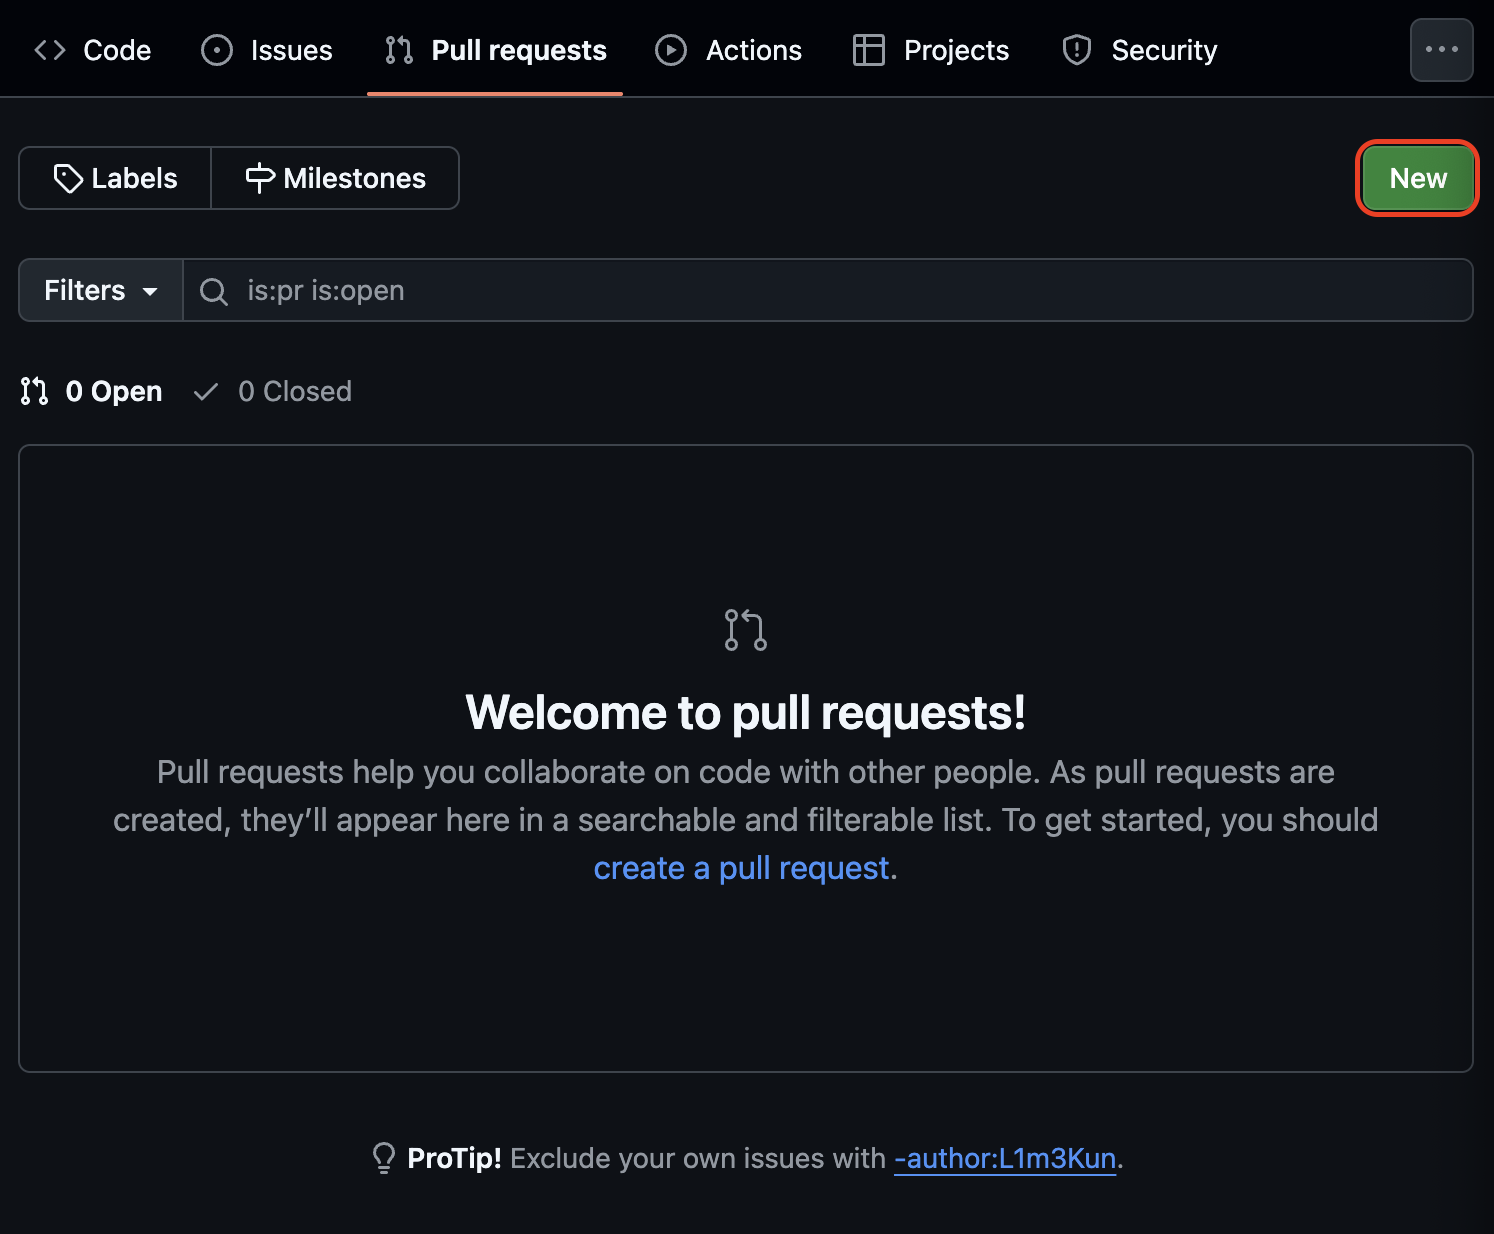 Code Issues Pull requests Actions Projects Security
Labels Milestones New
Filters is:pr is:open
0 Open 0 Closed
Welcome to pull requests!
Pull requests help you collaborate on code with other people. As pull requests are
created, they’ll appear here in a searchable and filterable list. To get started, you should
create a pull request.
ProTip! Exclude your own issues with -author:L1m3Kun.